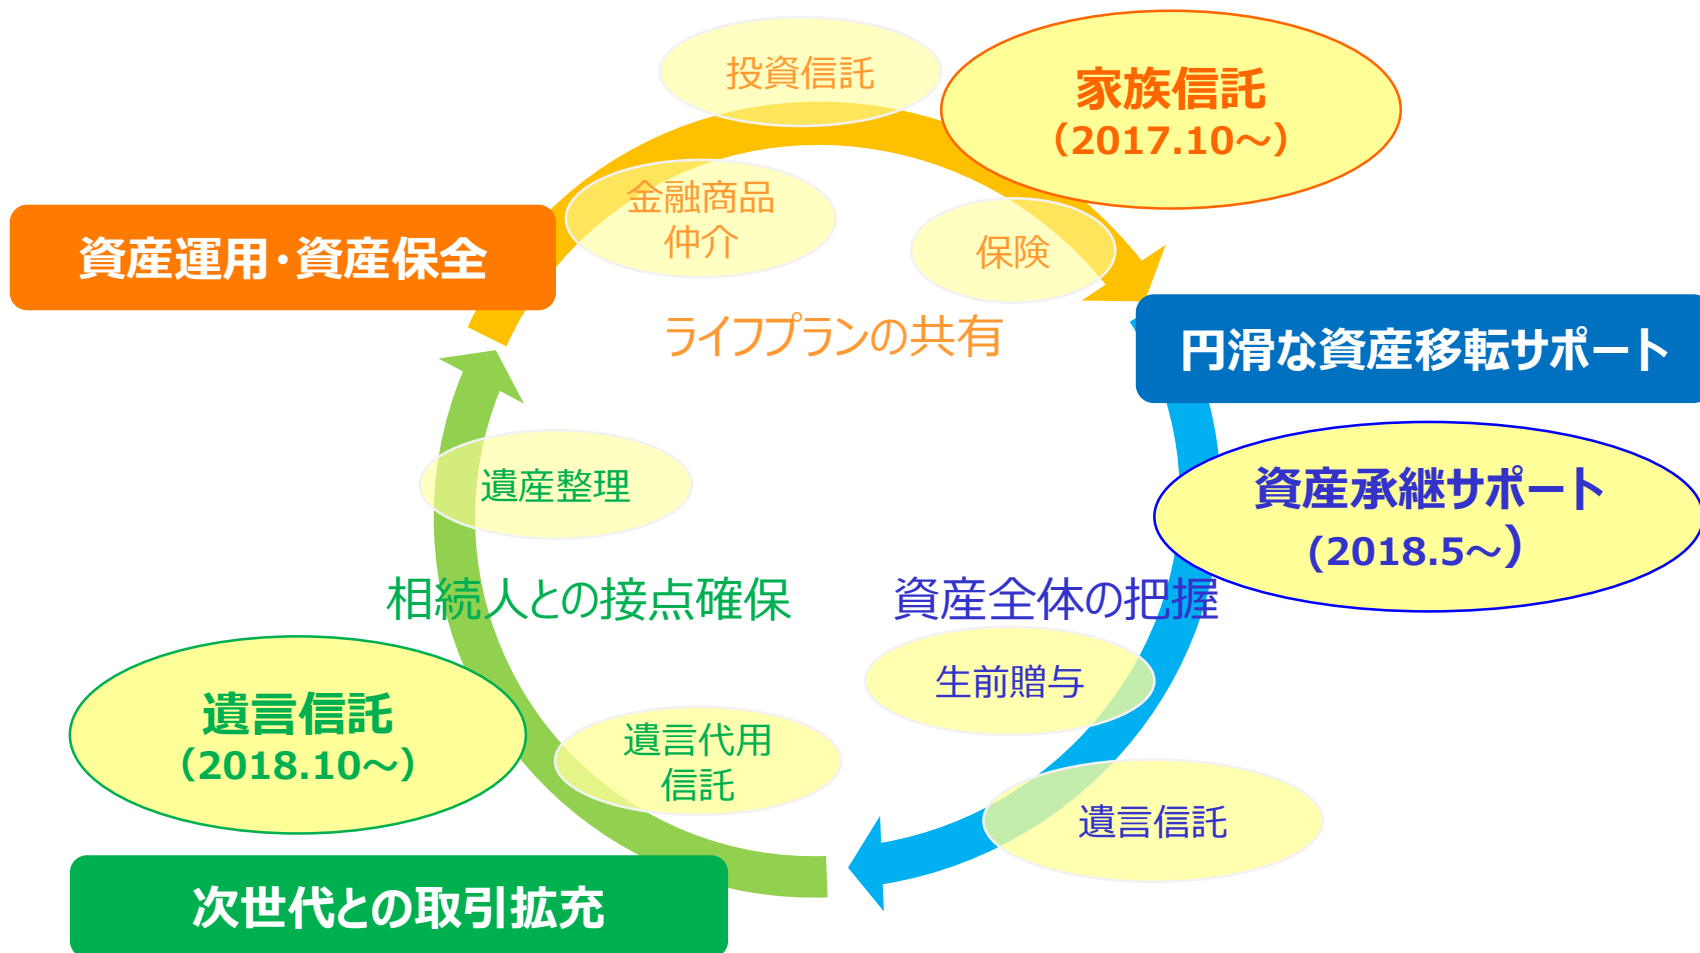 投資信託
家族信託
（2017.10～）
金融商品
仲介
保険
資産運用・資産保全
ライフプランの共有
円滑な資産移転サポート
資産承継サポート
(2018.5～）
遺産整理
相続人との接点確保
資産全体の把握
生前贈与
遺言信託
（2018.10～）
遺言代用
信託
遺言信託
次世代との取引拡充